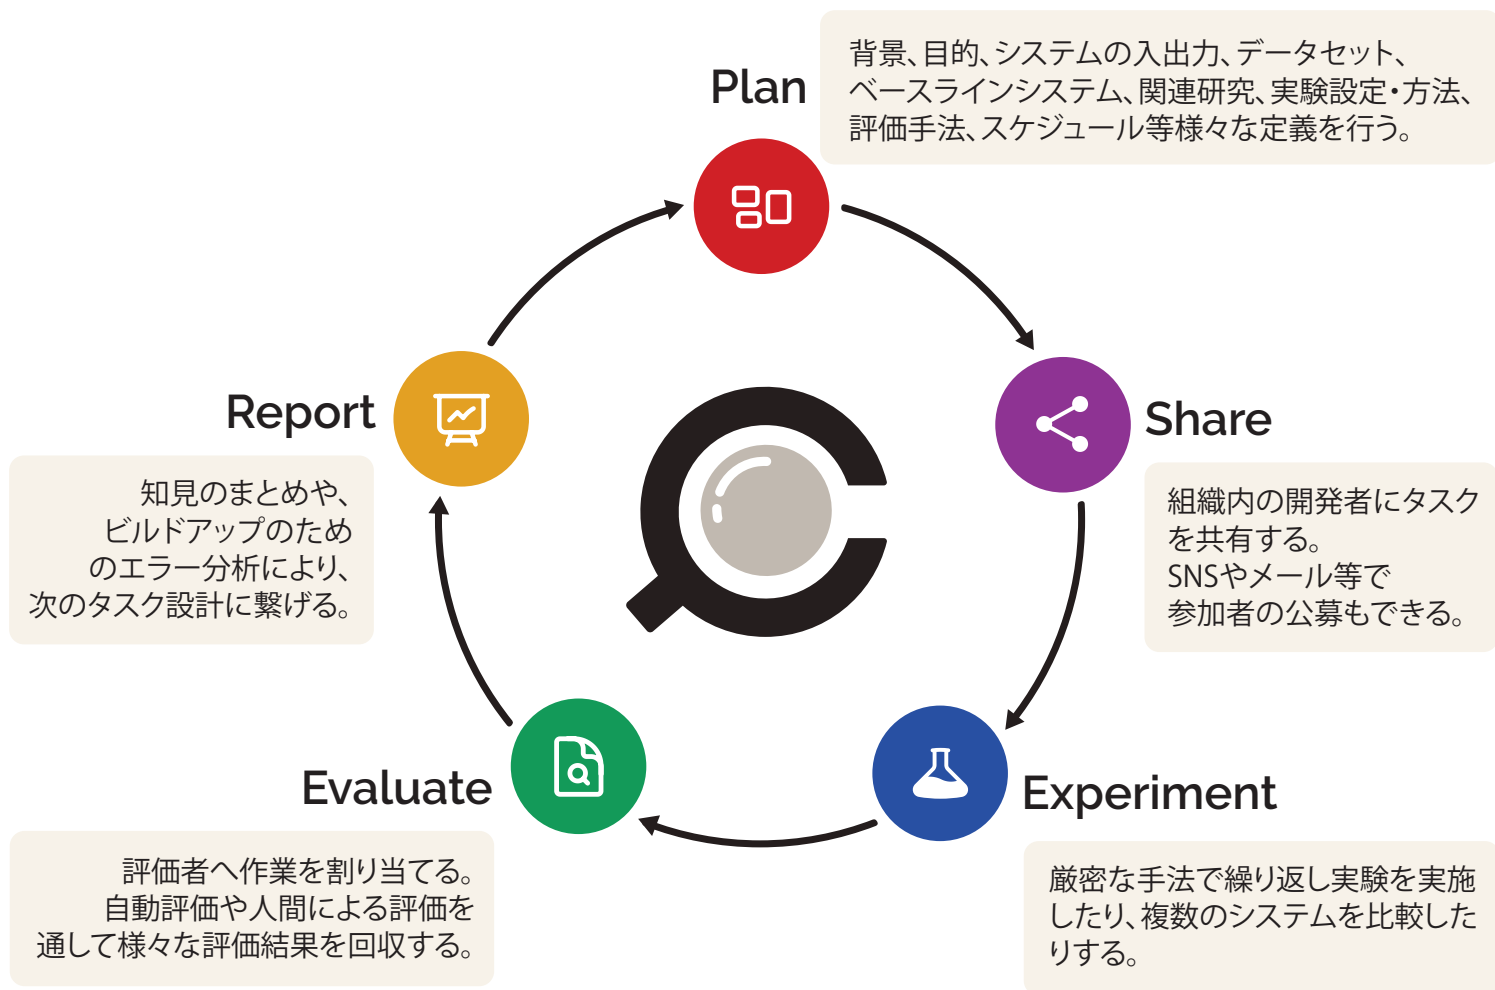 Plan
背景、目的、システムの入出力、データセット、
ベースラインシステム、関連研究、実験設定・方法、
評価手法、スケジュール等様々な定義を行う。
Share
組織内の開発者にタスク
を共有する。
SNSやメール等で
参加者の公募もできる。
Experiment
厳密な手法で繰り返し実験を実施
したり、複数のシステムを比較した
りする。
Evaluate
評価者へ作業を割り当てる。
自動評価や人間による評価を
通して様々な評価結果を回収する。
Report
知見のまとめや、
ビルドアップのため
のエラー分析により、
次のタスク設計に繋げる。